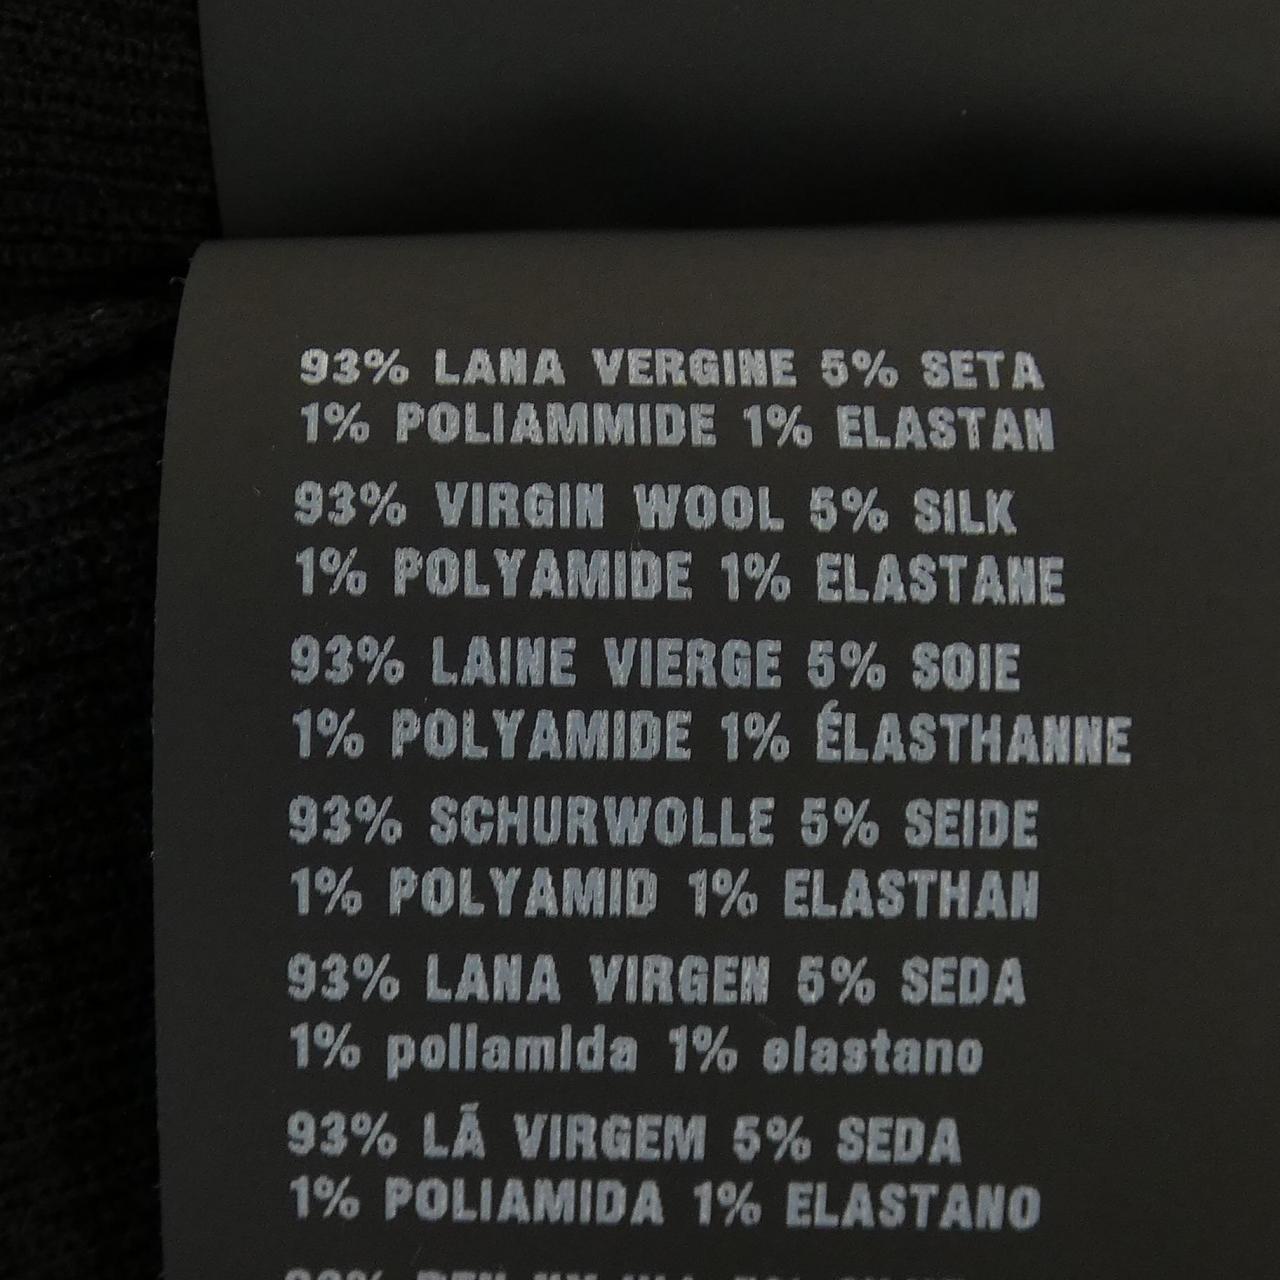 93% LANA VERGINE 5% SETA
1% POLIAMMIDE 1% ELASTAN
93% VIRGIN WOOL 5% SILK
1% POLYAMIDE 1% ELASTANE
93% LAINE VIERGE 5% SOIE
1% POLYAMIDE 1% ÉLASTHANNE
93% SCHURWOLLE 5% SEIDE
1% POLYAMID 1% ELASTHAN
93% LANA VIRGEN 5% SEDA
1% poliamida 1% elastano
93% LÃ VIRGEM 5% SEDA
1% POLIAMIDA 1% ELASTANO